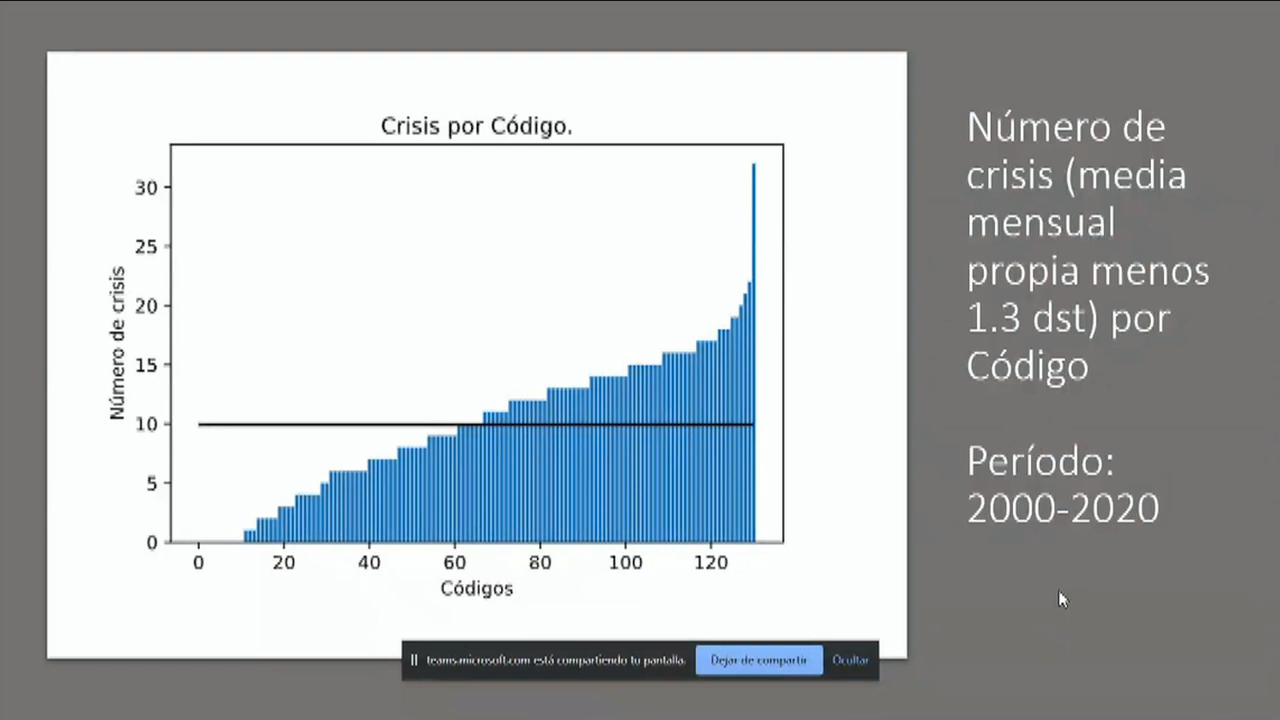 Crisis por Código.
Número de crisis
30
25
20
15
10
5
0
0 20 40 60 80 100 120
Códigos
Número de
crisis (media
mensual
propia menos
1.3 dst) por
Código
Período:
2000-2020
teams.microsoft.com está compartiendo tu pantalla. Dejar de compartir Ocultar